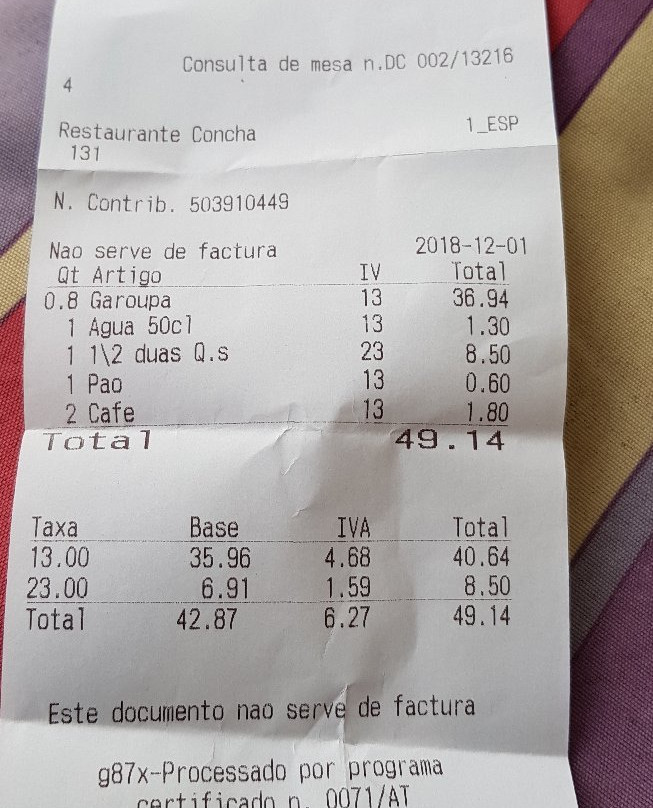 Consulta de mesa n.DC 002/13216
4
Restaurante Concha 1_ESP
131
N. Contrib. 503910449
Nao serve de factura 2018-12-01
Qt Artigo IV Total
0.8 Garoupa 13 36.94
1 Agua 50cl 13 1.30
1 1\2 duas Q.s 23 8.50
1 Pao 13 0.60
2 Cafe 13 1.80
Total 49.14
Taxa Base IVA Total
13.00 35.96 4.68 40.64
23.00 6.91 1.59 8.50
Total 42.87 6.27 49.14
Este documento nao serve de factura
g87x-Processado por programa
certificado n. 0071/AT